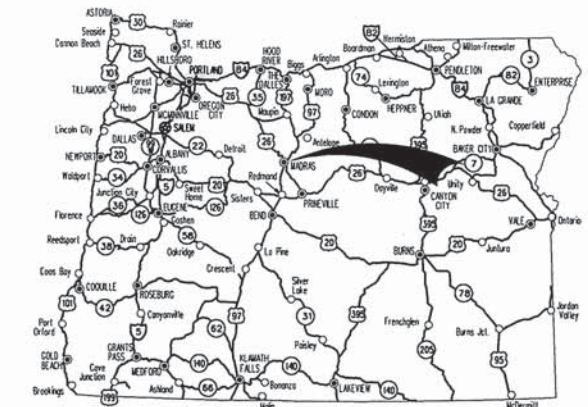 ASTORIA
30
Rainier
Seaside
Cannon Beach
26
ST. HELENS
HILLSBORO
PORTLAND
101
Forest Grove
TILLAMOOK
26
OREGON CITY
84
HOOD RIVER
THE DALLES
Biggs
35
197
MORO
97
Maupin
Arlington
Boardman
82
Hermiston
Athena
Milton-Freewater
74
Lexington
PENDLETON
HEPPNER
CONDON
84
LA GRANDE
82
3
ENTERPRISE
Ukiah
N. Powder
Copperfield
Hebo
MCMINNVILLE
SALEM
Lincoln City
DALLAS
NEWPORT
20
ALBANY
22
Detroit
26
Antelope
MADRAS
395
BAKER CITY
7
CORVALLIS
Waldport
34
Junction City
5
20
Sweet Home
Redmond
26
Dayville
CANYON CITY
Unity
26
36
126
126
Sisters
PRINEVILLE
Florence
EUGENE
Goshen
BEND
395
VALE
Ontario
Reedsport
38
Drain
58
Oakridge
La Pine
20
BURNS
20
Juntura
Coos Bay
Crescent
COQUILLE
ROSEBURG
Silver Lake
78
101
42
Canyonville
97
31
395
Frenchglen
Burns Jct.
Jordan Valley
Port Orford
5
62
Paisley
205
95
GOLD BEACH
GRANTS PASS
MEDFORD
140
KLAMATH FALLS
140
Cave Junction
Brookings
199
Ashland
66
Bonanza
LAKEVIEW
McDermitt